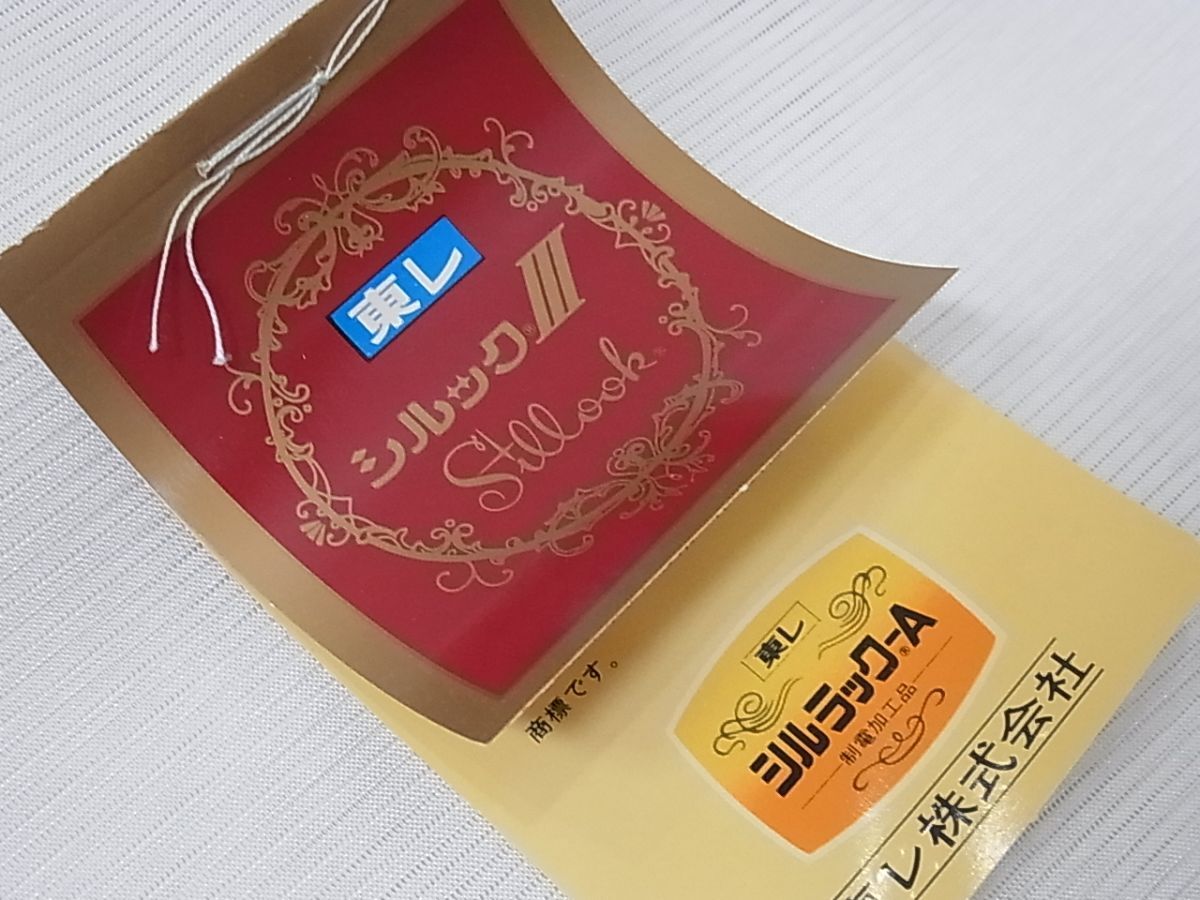 東レ
シルック®III
Sillook®
商標です。
東レ
シルラック®-A
制電加工品
レ株式会社